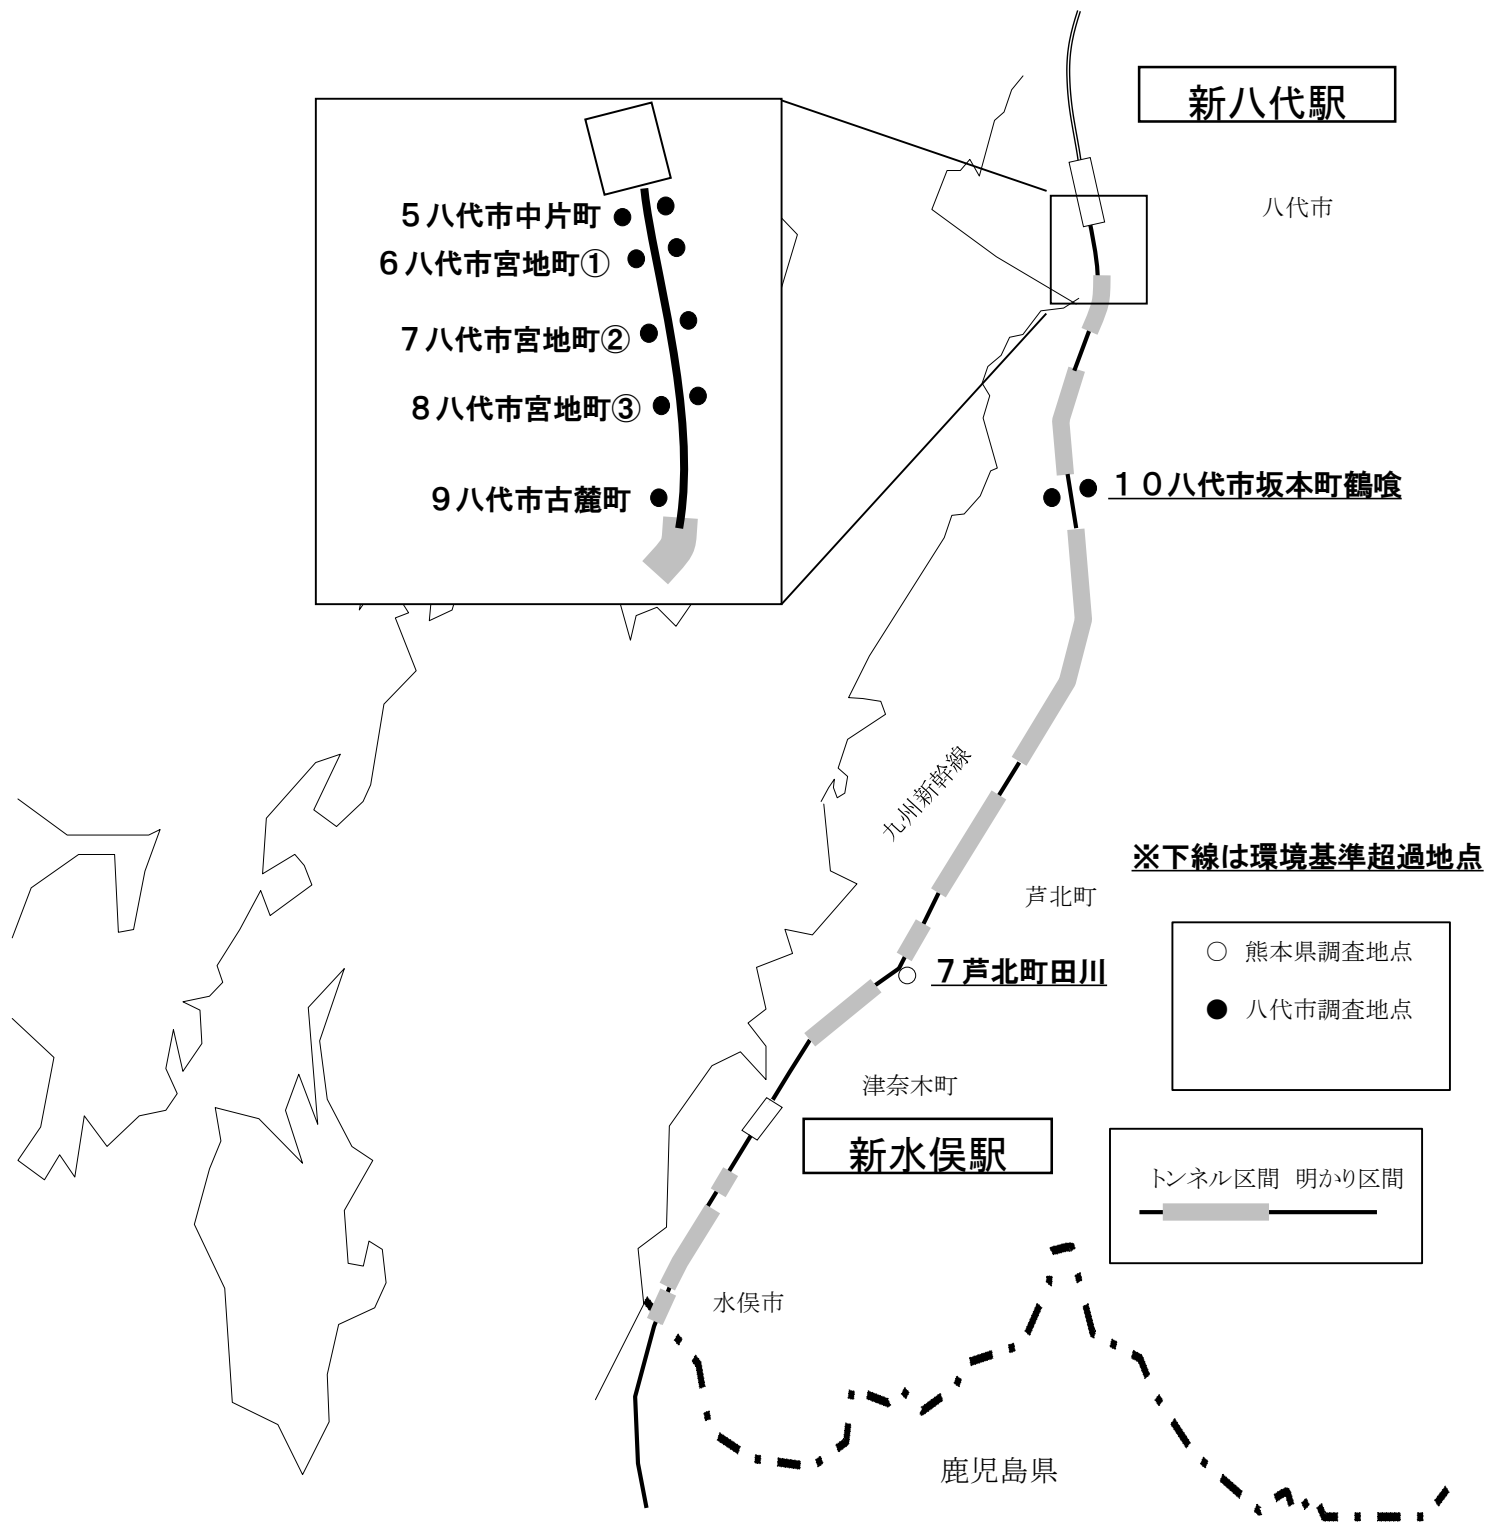 新八代駅
八代市
５八代市中片町
６八代市宮地町①
７八代市宮地町②
８八代市宮地町③
９八代市古麓町
１０八代市坂本町鶴喰
九州新幹線
※下線は環境基準超過地点
芦北町
○ 熊本県調査地点
● 八代市調査地点
７芦北町田川
津奈木町
新水俣駅
トンネル区間 明かり区間
水俣市
鹿児島県